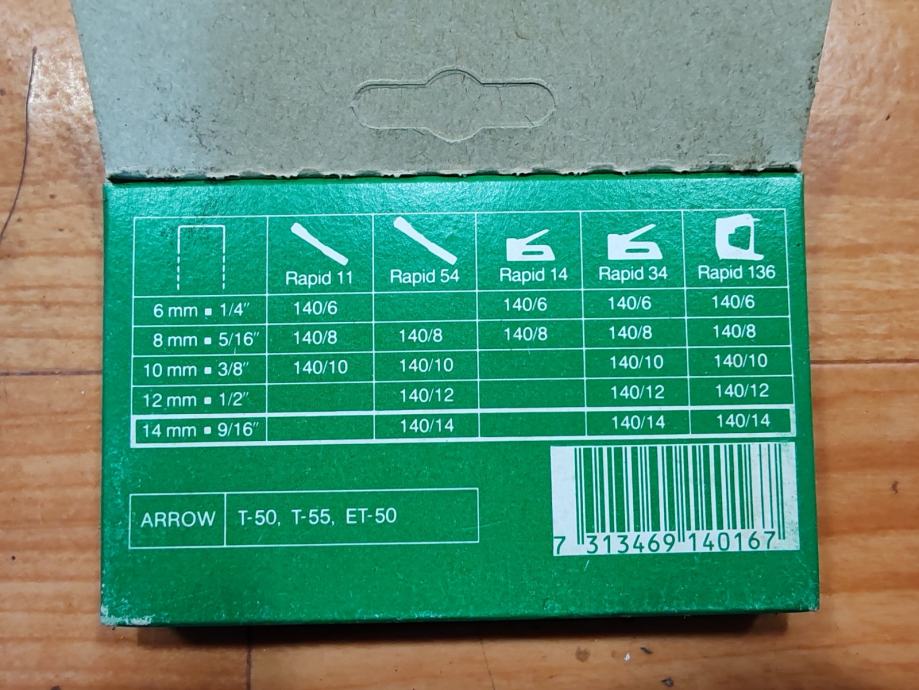 Rapid 11 Rapid 54 Rapid 14 Rapid 34 Rapid 136
6 mm ▪ 1/4" 140/6 140/6 140/6 140/6
8 mm ▪ 5/16" 140/8 140/8 140/8 140/8 140/8
10 mm ▪ 3/8" 140/10 140/10 140/10 140/10
12 mm ▪ 1/2" 140/12 140/12 140/12
14 mm ▪ 9/16" 140/14 140/14 140/14
ARROW T-50, T-55, ET-50
7 313469 140167